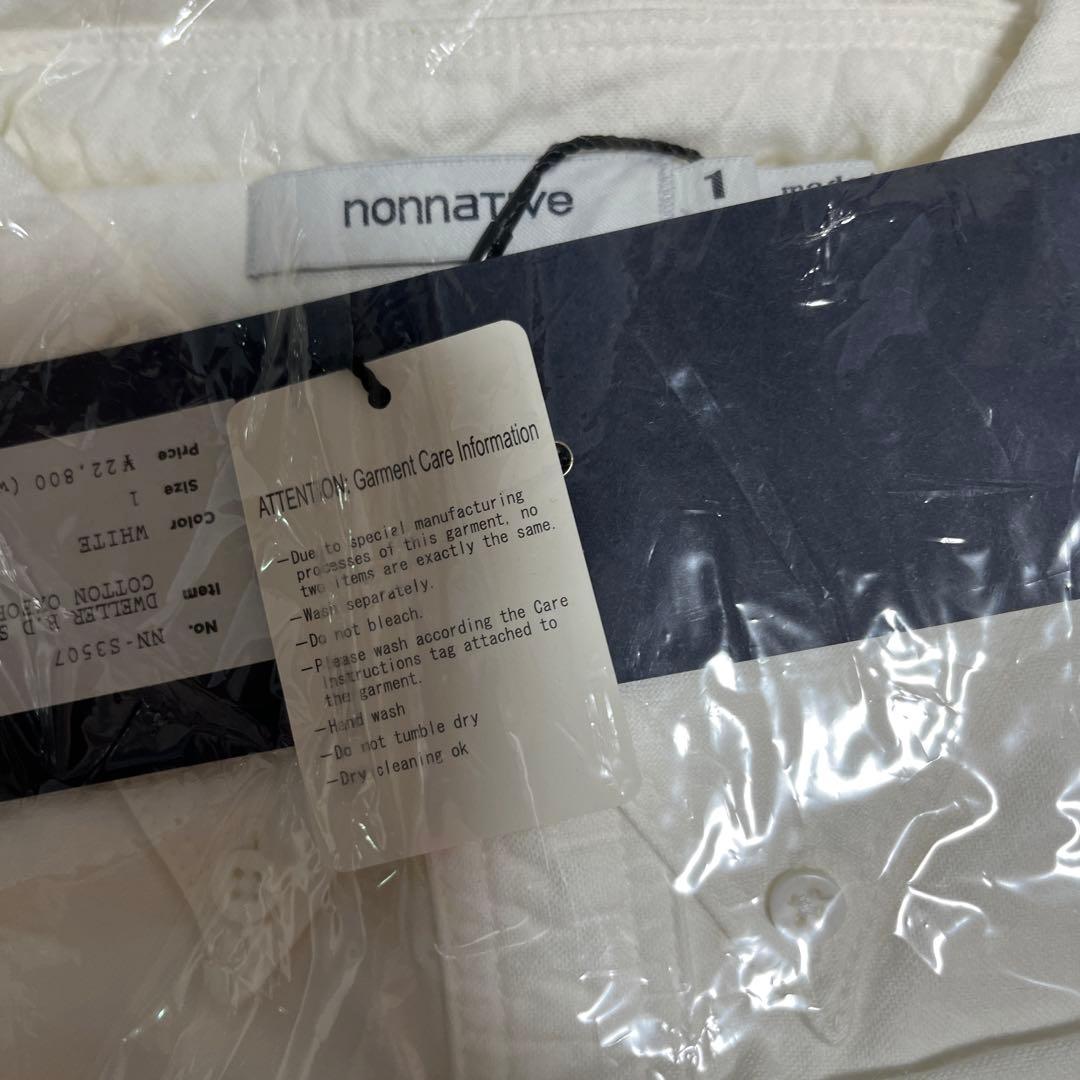 nonnative
1
ATTENTION: Garment Care Information
—Due to special manufacturing
processes of this garment, no
two items are exactly the same.
—Wash separately.
—Do not bleach.
—Please wash according the Care
Instructions tag attached to
the garment.
—Hand wash
—Do not tumble dry
—Dry cleaning ok
No. NN-S3507
Item DWELLER B.D S
COTTON OXFOR
Color WHITE
Size 1
Price ¥22,800 (w